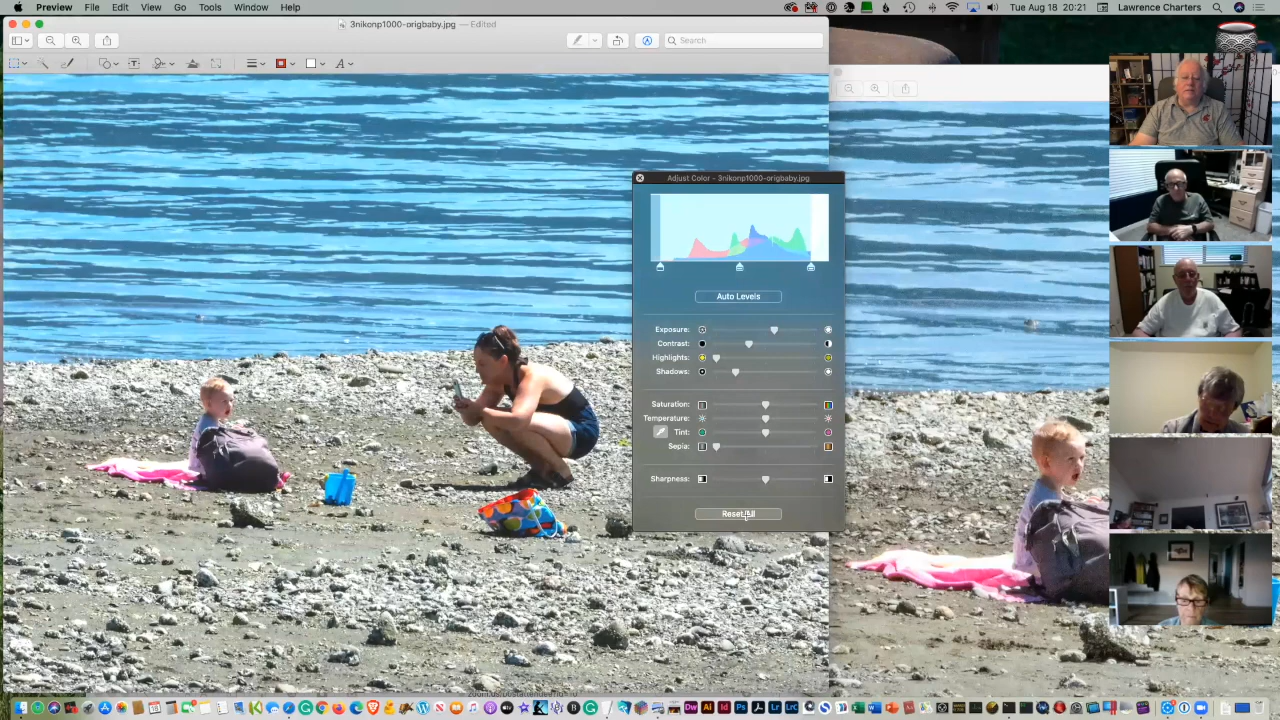 Preview File Edit View Go Tools Window Help
Tue Aug 18 20:21 Lawrence Charters
3nikonp1000-origbaby.jpg — Edited
Search
Adjust Color - 3nikonp1000-origbaby.jpg
Auto Levels
Exposure:
Contrast:
Highlights:
Shadows:
Saturation:
Temperature:
Tint:
Sepia:
Sharpness:
Reset All